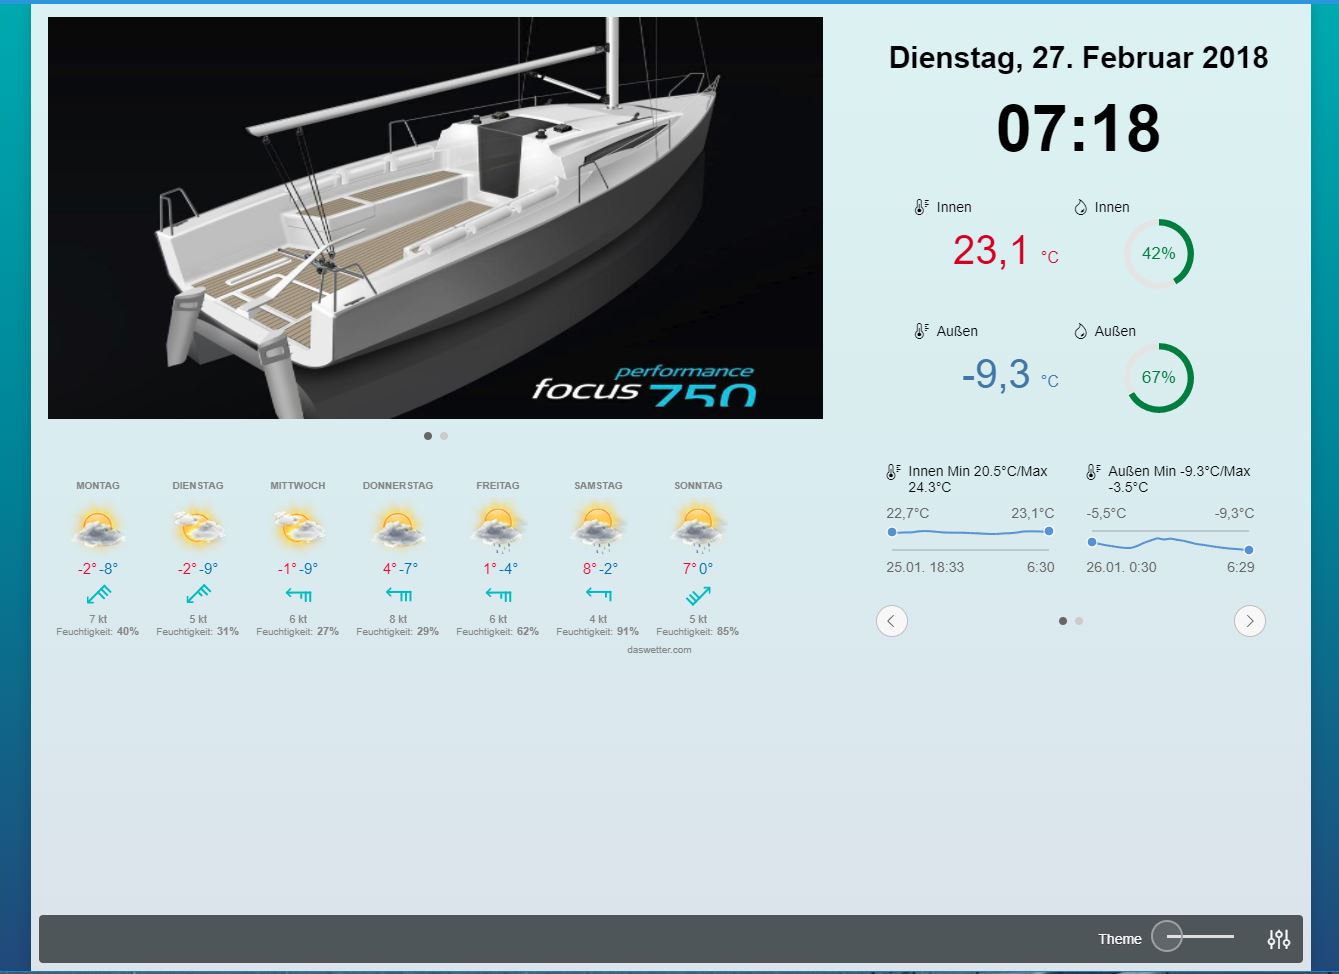 performance
focus 750
MONTAG DIENSTAG MITTWOCH DONNERSTAG FREITAG SAMSTAG SONNTAG
-2° -8° -2° -9° -1° -9° 4° -7° 1° -4° 8° -2° 7° 0°
7 kt 5 kt 6 kt 8 kt 6 kt 4 kt 5 kt
Feuchtigkeit: 40% Feuchtigkeit: 31% Feuchtigkeit: 27% Feuchtigkeit: 29% Feuchtigkeit: 62% Feuchtigkeit: 91% Feuchtigkeit: 85%
daswetter.com
Dienstag, 27. Februar 2018
07:18
Innen Innen
23,1 °C 42%
Außen Außen
-9,3 °C 67%
Innen Min 20.5°C/Max
24.3°C
22,7°C 23,1°C
25.01. 18:33 6:30
Außen Min -9.3°C/Max
-3.5°C
-5,5°C -9,3°C
26.01. 0:30 6:29
Theme